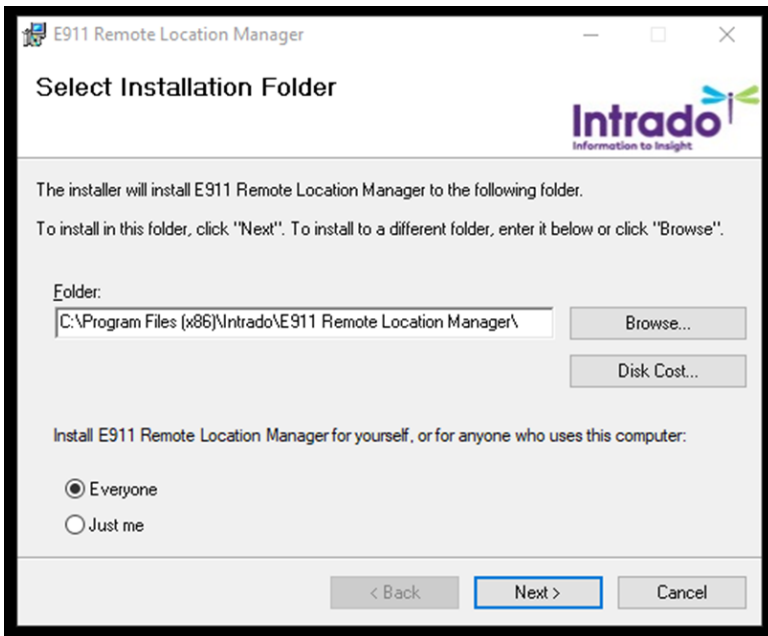 E911 Remote Location Manager
Select Installation Folder
Intrado
Information to Insight
The installer will install E911 Remote Location Manager to the following folder.
To install in this folder, click "Next". To install to a different folder, enter it below or click "Browse".
Folder:
C:\Program Files (x86)\Intrado\E911 Remote Location Manager\
Browse...
Disk Cost...
Install E911 Remote Location Manager for yourself, or for anyone who uses this computer:
Everyone
Just me
< Back
Next >
Cancel